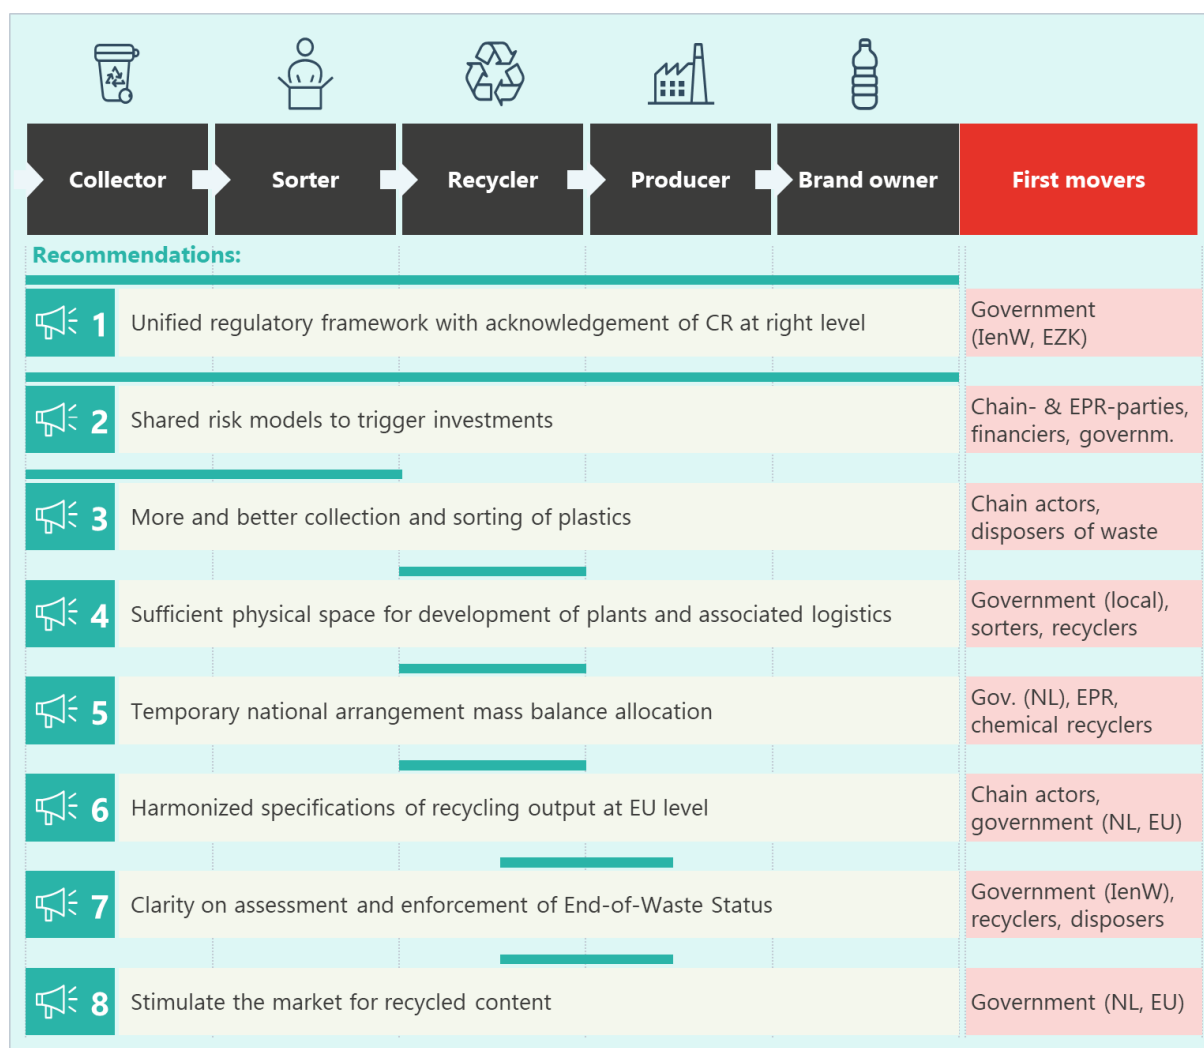 Collector
Sorter
Recycler
Producer
Brand owner
First movers
Recommendations:
1
Unified regulatory framework with acknowledgement of CR at right level
Government
(IenW, EZK)
2
Shared risk models to trigger investments
Chain- & EPR-parties,
financiers, governm.
3
More and better collection and sorting of plastics
Chain actors,
disposers of waste
4
Sufficient physical space for development of plants and associated logistics
Government (local),
sorters, recyclers
5
Temporary national arrangement mass balance allocation
Gov. (NL), EPR,
chemical recyclers
6
Harmonized specifications of recycling output at EU level
Chain actors,
government (NL, EU)
7
Clarity on assessment and enforcement of End-of-Waste Status
Government (IenW),
recyclers, disposers
8
Stimulate the market for recycled content
Government (NL, EU)